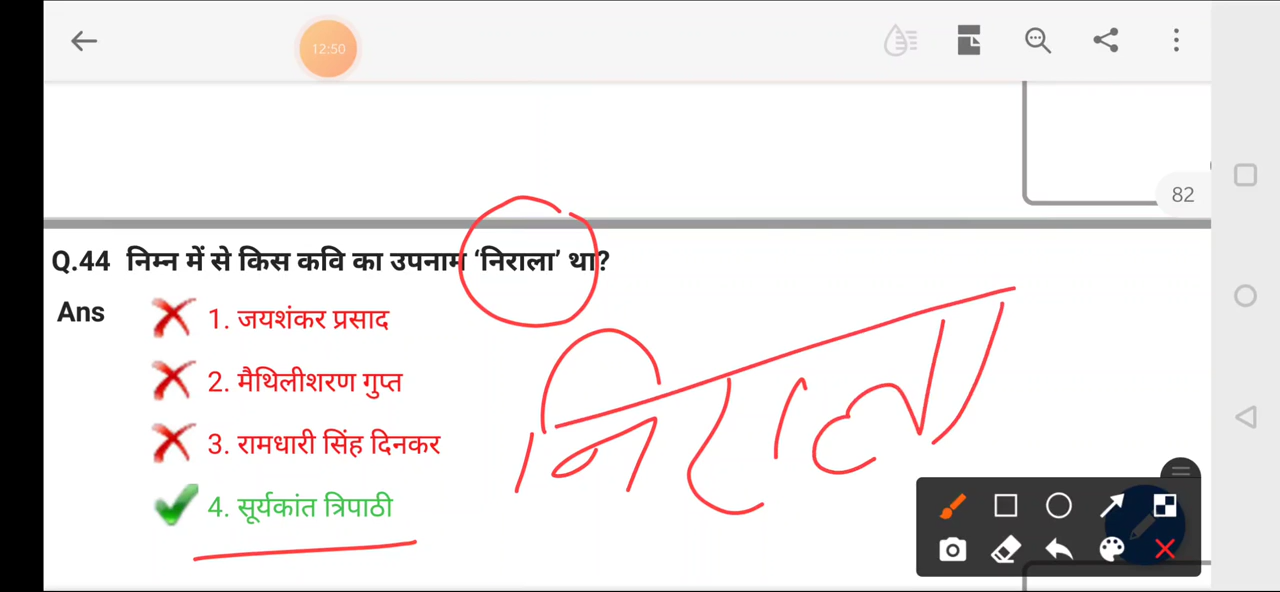 12:50
82
Q.44 निम्न में से किस कवि का उपनाम ‘निराला’ था?
Ans
1. जयशंकर प्रसाद
2. मैथिलीशरण गुप्त
3. रामधारी सिंह दिनकर
4. सूर्यकांत त्रिपाठी
निराला